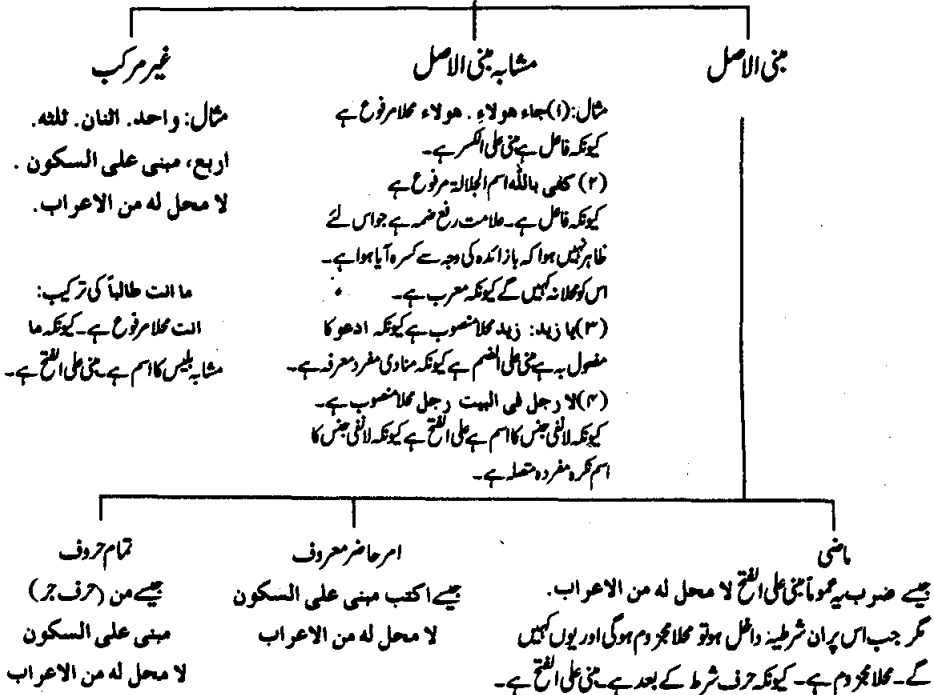 مبنی الاصل
مشابہ مبنی الاصل
مثال:(۱)جاء هولاءِ . هولاء محلا مرفوع ہے
کیونکہ فاعل ہے مبنی علی الکسر ہے۔
(۲) کفی بالله اسم الجلالة مرفوع ہے
کیونکہ فاعل ہے۔علامت رفع ضمہ ہے جو اس لئے
ظاہر نہیں ہوا کہ با زائدہ کی وجہ سے کسرہ آیا ہوا ہے۔
اس کو محلا نہ کہیں گے کیونکہ معرب ہے۔
(۳)یا زید: زید محلا منصوب ہے کیونکہ ادعو کا
مفعول بہ ہے مبنی علی الضم ہے کیونکہ منادی مفرد معرفہ ہے۔
(۴)لا رجل فی البیت رجل محلا منصوب ہے۔
کیونکہ لا نفی جنس کا اسم ہے علی الفتح ہے کیونکہ لا نفی جنس کا
اسم نکرہ مفردہ متصلہ ہے۔
غیر مرکب
مثال: واحد. اثنان. ثلثه.
اربع، مبنی علی السکون .
لا محل له من الاعراب.
ما انت طالباً کی ترکیب:
انت محلا مرفوع ہے۔کیونکہ ما
مشابہ بلیس کا اسم ہے۔مبنی علی الفتح ہے۔
ماضی
جیسے ضرب یہ عموماً مبنی علی الفتح لا محل له من الاعراب.
مگر جب اس پر ان شرطیہ داخل ہو تو محلا مجزوم ہوگی اور یوں کہیں
گے۔محلا مجزوم ہے۔ کیونکہ حرف شرط کے بعد ہے۔مبنی علی الفتح ہے۔
امر حاضر معروف
جیسے اکتب مبنی علی السکون
لا محل له من الاعراب
تمام حروف
جیسے من (حرف جر)
مبنی علی السکون
لا محل له من الاعراب